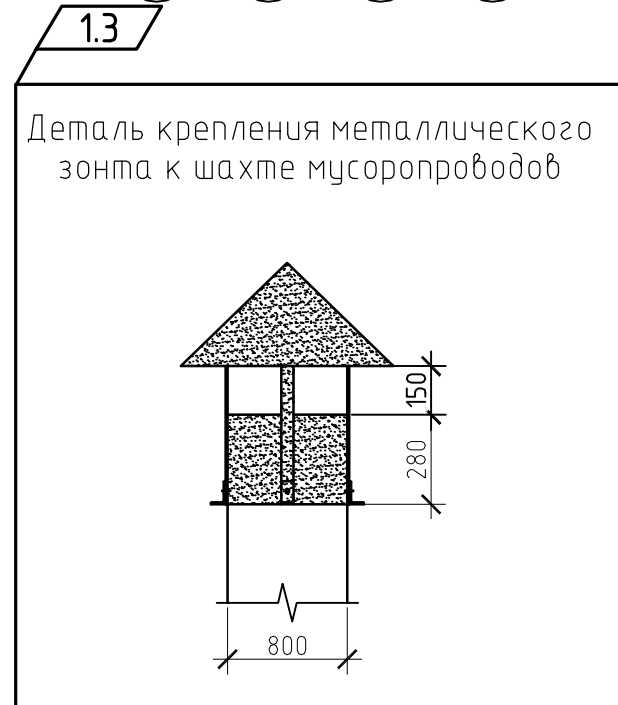 1.3
Деталь крепления металлического
зонта к шахте мусоропроводов
150
280
800